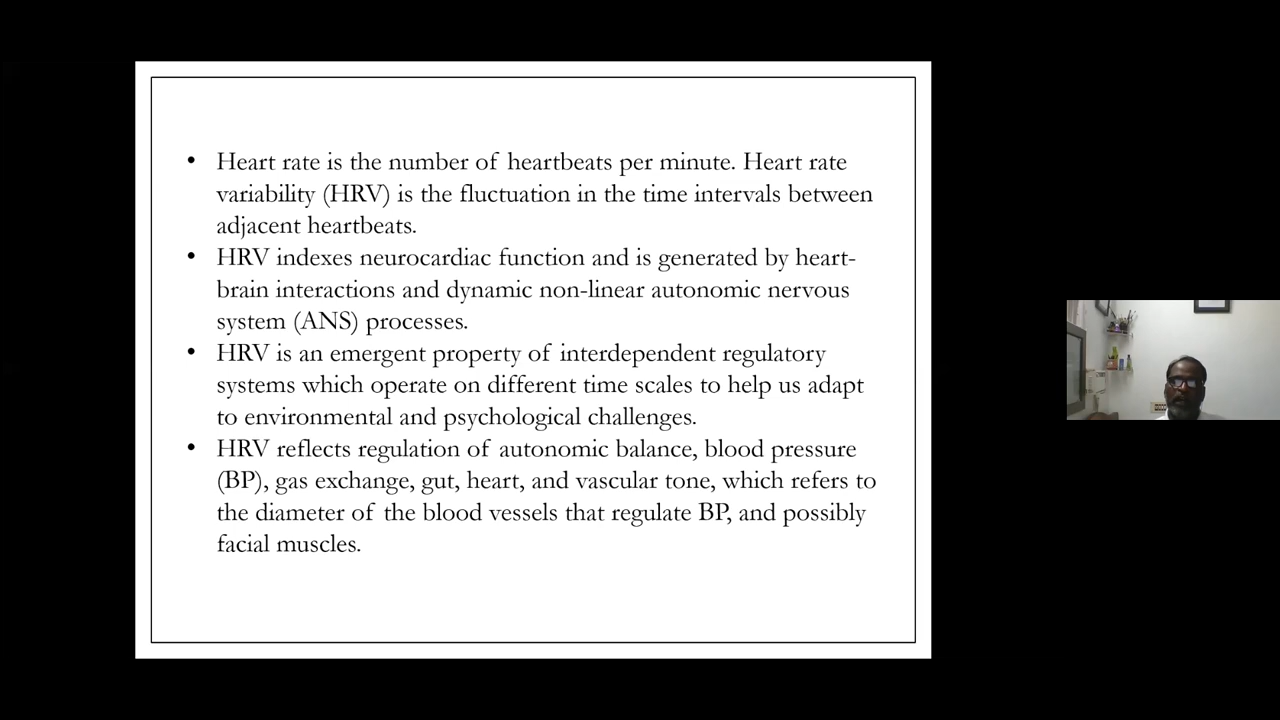 • Heart rate is the number of heartbeats per minute. Heart rate
variability (HRV) is the fluctuation in the time intervals between
adjacent heartbeats.
• HRV indexes neurocardiac function and is generated by heart-
brain interactions and dynamic non-linear autonomic nervous
system (ANS) processes.
• HRV is an emergent property of interdependent regulatory
systems which operate on different time scales to help us adapt
to environmental and psychological challenges.
• HRV reflects regulation of autonomic balance, blood pressure
(BP), gas exchange, gut, heart, and vascular tone, which refers to
the diameter of the blood vessels that regulate BP, and possibly
facial muscles.